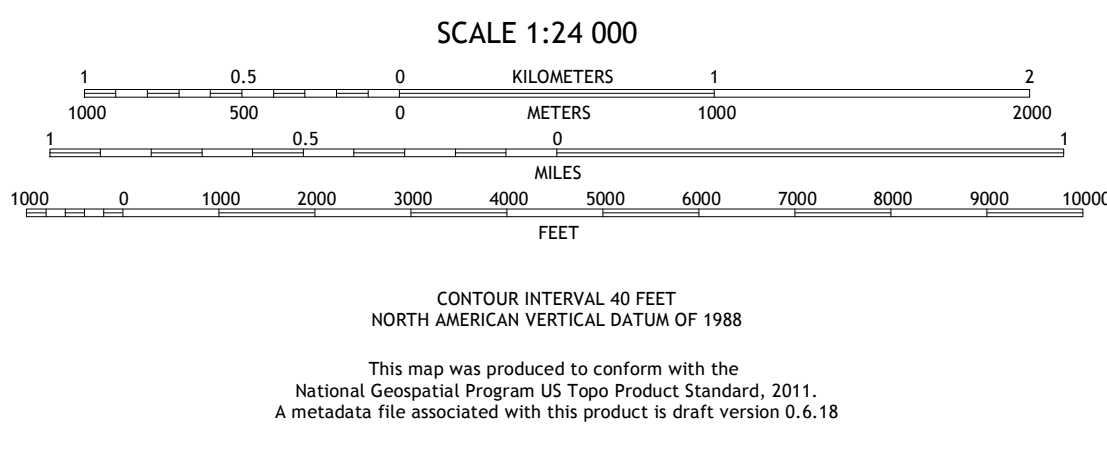 SCALE 1:24 000
1 0.5 0 KILOMETERS 1 2
1000 500 0 METERS 1000 2000
1 0.5 0 1
MILES
1000 0 1000 2000 3000 4000 5000 6000 7000 8000 9000 10000
FEET
CONTOUR INTERVAL 40 FEET
NORTH AMERICAN VERTICAL DATUM OF 1988
This map was produced to conform with the
National Geospatial Program US Topo Product Standard, 2011.
A metadata file associated with this product is draft version 0.6.18